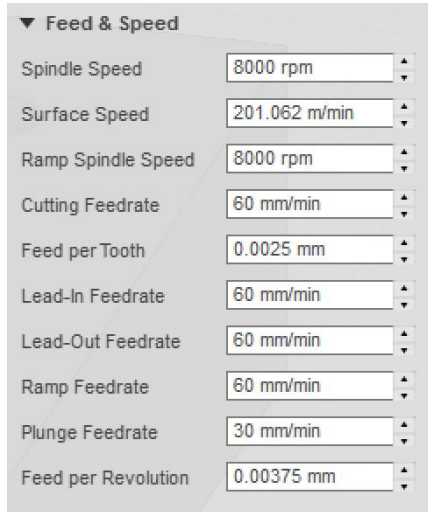 ▼ Feed & Speed
Spindle Speed 8000 rpm
Surface Speed 201.062 m/min
Ramp Spindle Speed 8000 rpm
Cutting Feedrate 60 mm/min
Feed per Tooth 0.0025 mm
Lead-In Feedrate 60 mm/min
Lead-Out Feedrate 60 mm/min
Ramp Feedrate 60 mm/min
Plunge Feedrate 30 mm/min
Feed per Revolution 0.00375 mm